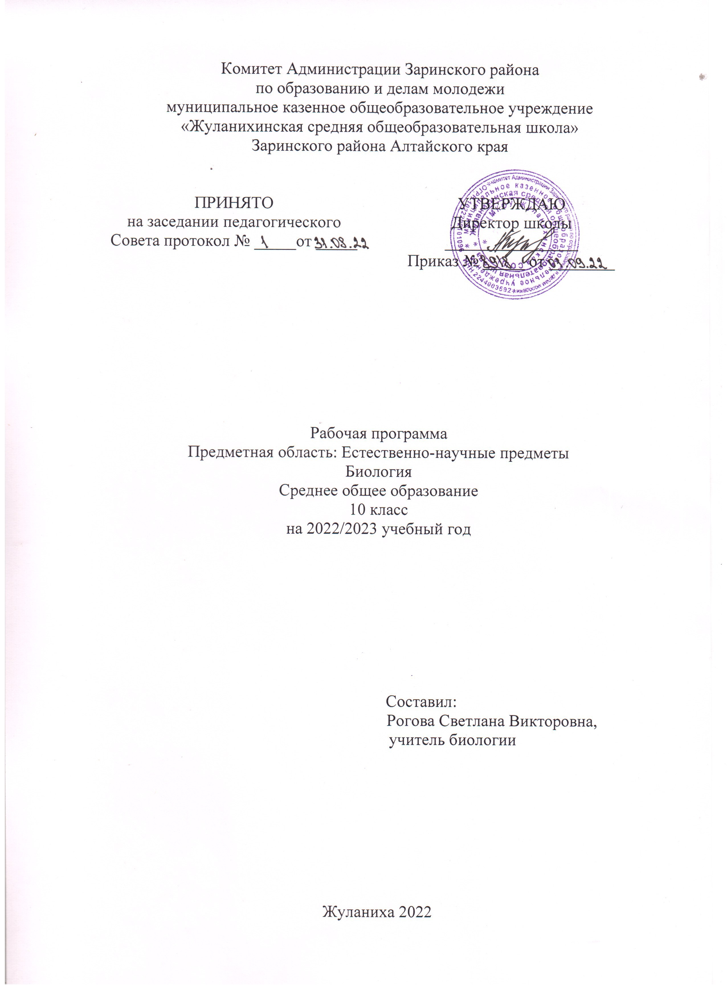 Комитет Администрации Заринского района
по образованию и делам молодежи
муниципальное казенное общеобразовательное учреждение
«Жуланихинская средняя общеобразовательная школа»
Заринского района Алтайского края
ПРИНЯТО
на заседании педагогического
Совета протокол № 1 от 31.08.22
УТВЕРЖДАЮ
Директор школы
Приказ № от 01.09.22
Рабочая программа
Предметная область: Естественно-научные предметы
Биология
Среднее общее образование
10 класс
на 2022/2023 учебный год
Составил:
Рогова Светлана Викторовна,
учитель биологии
Жуланиха 2022